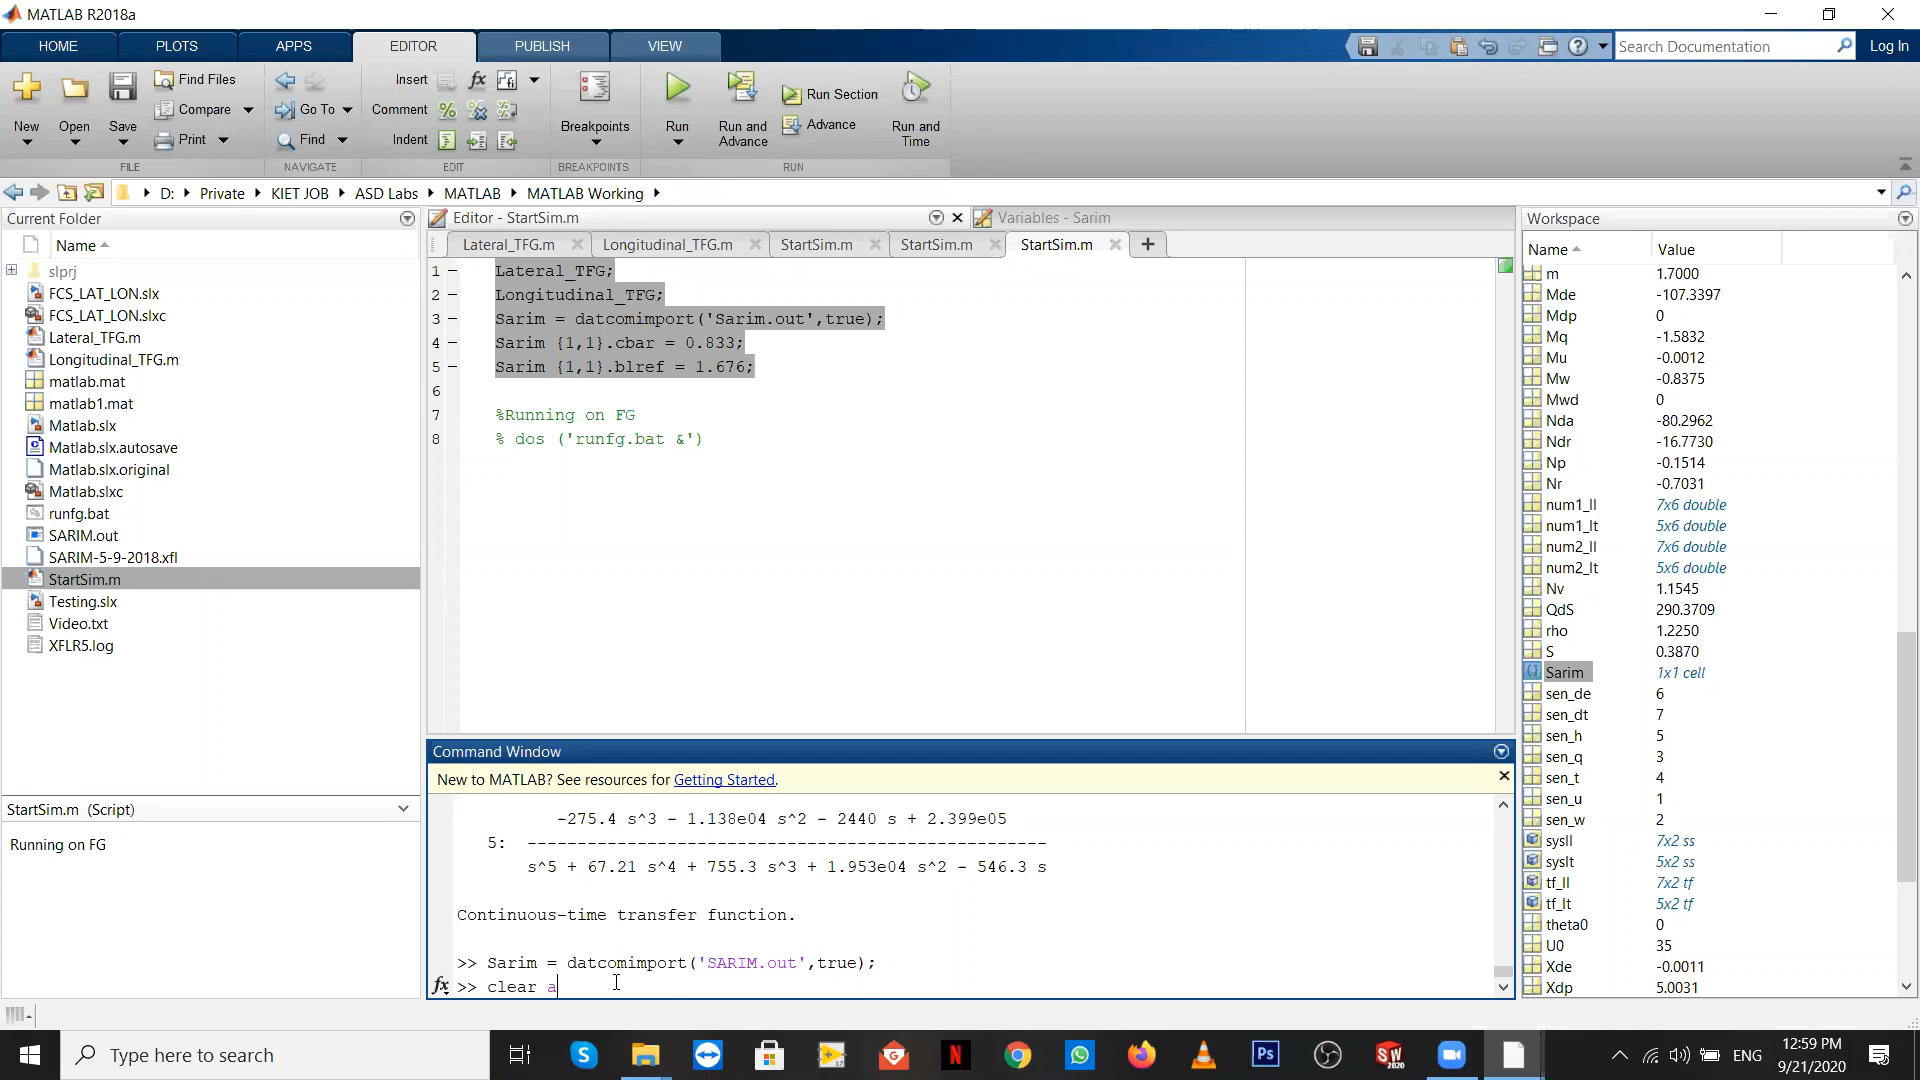 MATLAB R2018a
HOME PLOTS APPS EDITOR PUBLISH VIEW
Search Documentation
Log In
New
Open
Save
Find Files
Compare
Print
Go To
Find
Insert
Comment
Indent
Breakpoints
Run
Run and Advance
Run Section
Advance
Run and Time
FILE NAVIGATE EDIT BREAKPOINTS RUN
D: Private KIET JOB ASD Labs MATLAB MATLAB Working
Current Folder
Name
slprj
FCS_LAT_LON.slx
FCS_LAT_LON.slxc
Lateral_TFG.m
Longitudinal_TFG.m
matlab.mat
matlab1.mat
Matlab.slx
Matlab.slx.autosave
Matlab.slx.original
Matlab.slxc
runfg.bat
SARIM.out
SARIM-5-9-2018.xfl
StartSim.m
Testing.slx
Video.txt
XFLR5.log
StartSim.m (Script)
Running on FG
Editor - StartSim.m
Variables - Sarim
Lateral_TFG.m Longitudinal_TFG.m StartSim.m StartSim.m StartSim.m
1 Lateral_TFG;
2 Longitudinal_TFG;
3 Sarim = datcomimport('Sarim.out',true);
4 Sarim {1,1}.cbar = 0.833;
5 Sarim {1,1}.blref = 1.676;
6
7 %Running on FG
8 % dos ('runfg.bat &')
Command Window
New to MATLAB? See resources for Getting Started.
-275.4 s^3 - 1.138e04 s^2 - 2440 s + 2.399e05
5: ----------------------------------------------------
s^5 + 67.21 s^4 + 755.3 s^3 + 1.953e04 s^2 - 546.3 s
Continuous-time transfer function.
>> Sarim = datcomimport('SARIM.out',true);
fx >> clear a
Workspace
Name Value
m 1.7000
Mde -107.3397
Mdp 0
Mq -1.5832
Mu -0.0012
Mw -0.8375
Mwd 0
Nda -80.2962
Ndr -16.7730
Np -0.1514
Nr -0.7031
num1_ll 7x6 double
num1_lt 5x6 double
num2_ll 7x6 double
num2_lt 5x6 double
Nv 1.1545
QdS 290.3709
rho 1.2250
S 0.3870
Sarim 1x1 cell
sen_de 6
sen_dt 7
sen_h 5
sen_q 3
sen_t 4
sen_u 1
sen_w 2
sysll 7x2 ss
syslt 5x2 ss
tf_ll 7x2 tf
tf_lt 5x2 tf
theta0 0
U0 35
Xde -0.0011
Xdp 5.0031
Type here to search
ENG
12:59 PM
9/21/2020